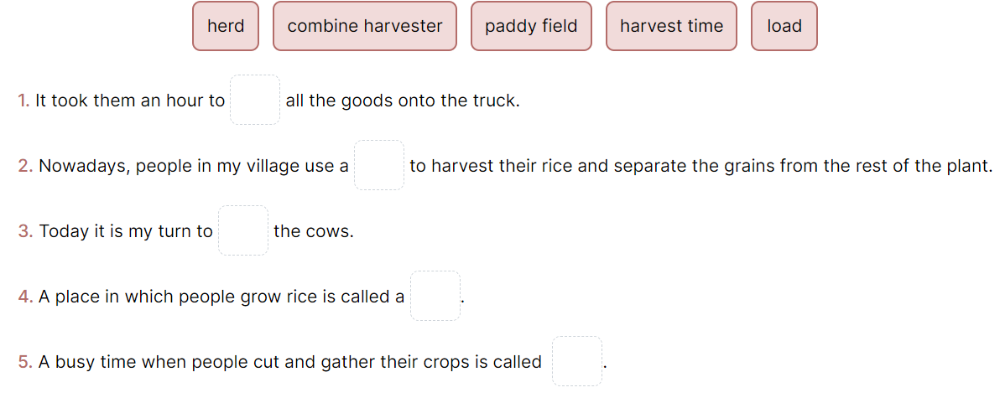 herd combine harvester paddy field harvest time load
1. It took them an hour to all the goods onto the truck.
2. Nowadays, people in my village use a to harvest their rice and separate the grains from the rest of the plant.
3. Today it is my turn to the cows.
4. A place in which people grow rice is called a .
5. A busy time when people cut and gather their crops is called .